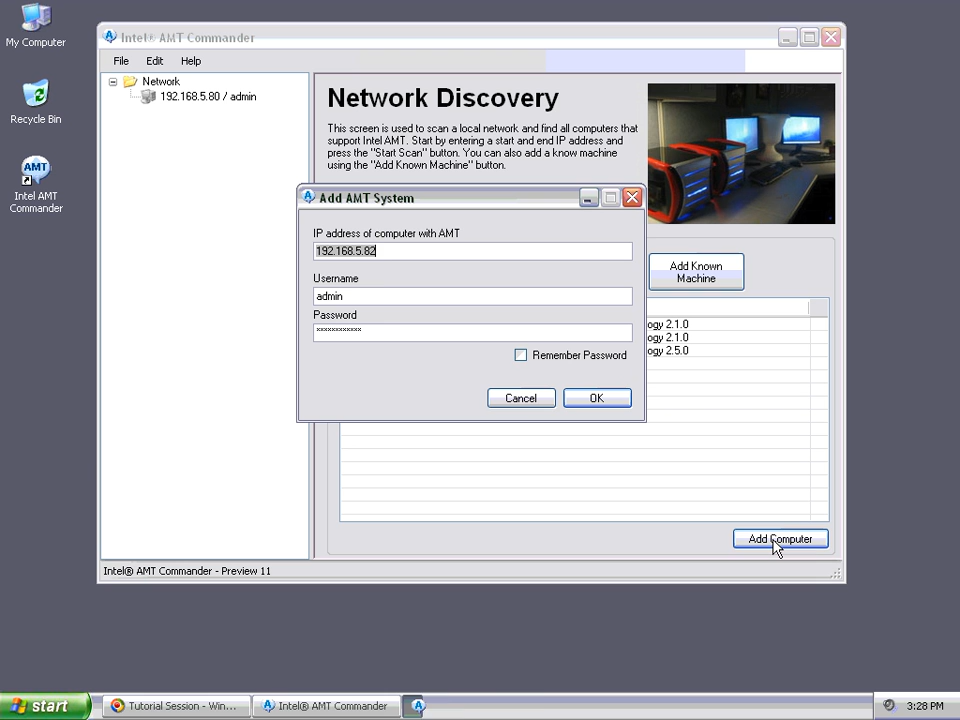 My Computer
Recycle Bin
AMT
Intel AMT
Commander
Intel® AMT Commander
File Edit Help
Network
192.168.5.80 / admin
Network Discovery
This screen is used to scan a local network and find all computers that
support Intel AMT. Start by entering a start and end IP address and
press the "Start Scan" button. You can also add a know machine
using the "Add Known Machine" button.
Add AMT System
IP address of computer with AMT
192.168.5.82
Username
admin
Password
************
Remember Password
Cancel OK
Add Known
Machine
ogy 2.1.0
ogy 2.1.0
ogy 2.5.0
Add Computer
Intel® AMT Commander - Preview 11
start
Tutorial Session - Win...
Intel® AMT Commander
3:28 PM